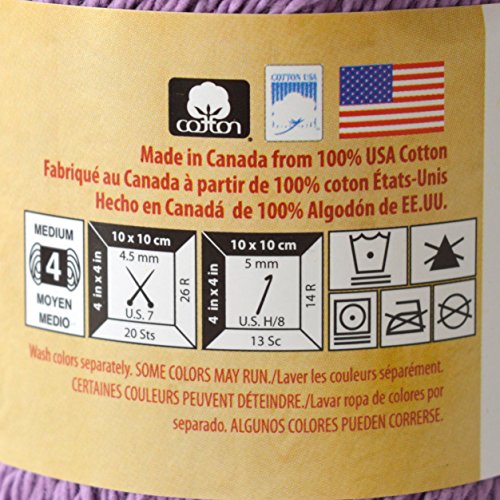 cotton
COTTON USA
Made in Canada from 100% USA Cotton
Fabriqué au Canada à partir de 100% coton États-Unis
Hecho en Canadá de 100% Algodón de EE.UU.
MEDIUM
4
MOYEN
MEDIO
10 x 10 cm
4 in x 4 in
4.5 mm
26 R
U.S. 7
20 Sts
10 x 10 cm
4 in x 4 in
5 mm
14 R
U.S. H/8
13 Sc
Wash colors separately. SOME COLORS MAY RUN./Laver les couleurs séparément.
CERTAINES COULEURS PEUVENT DÉTEINDRE./Lavar ropa de colores por
separado. ALGUNOS COLORES PUEDEN CORRERSE.